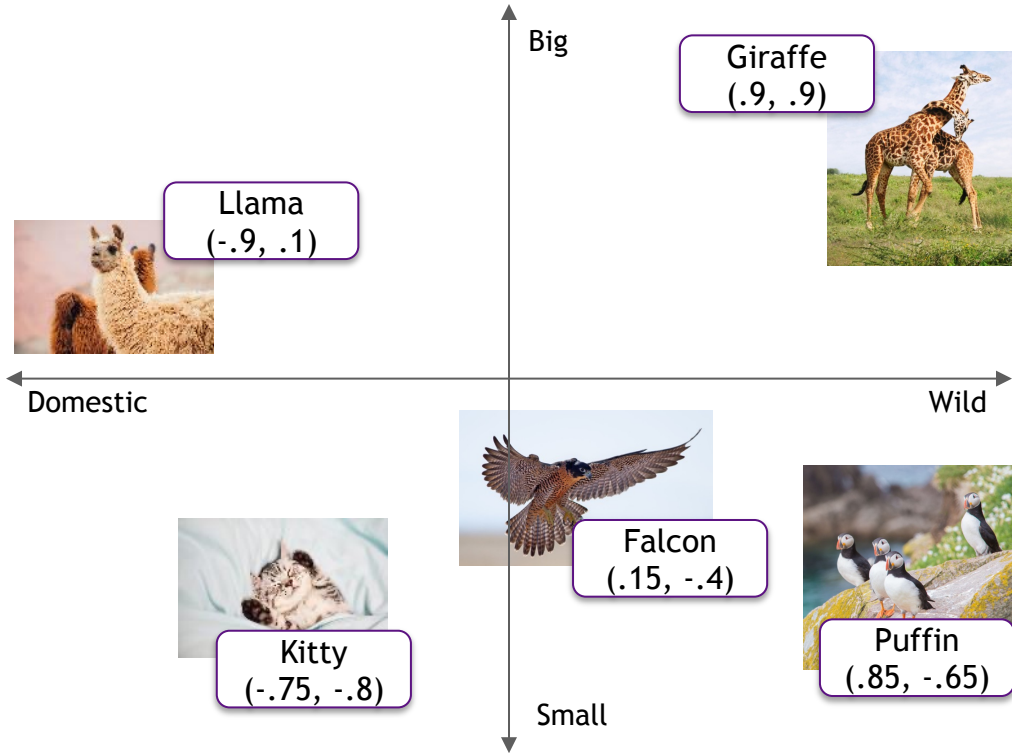 Big
Giraffe
(.9, .9)
Llama
(-.9, .1)
Domestic
Wild
Falcon
(.15, -.4)
Kitty
(-.75, -.8)
Puffin
(.85, -.65)
Small